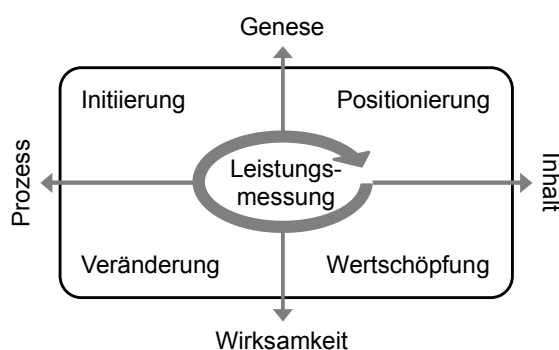 Genese
Initiierung
Positionierung
Prozess
Leistungs-
messung
Inhalt
Veränderung
Wertschöpfung
Wirksamkeit